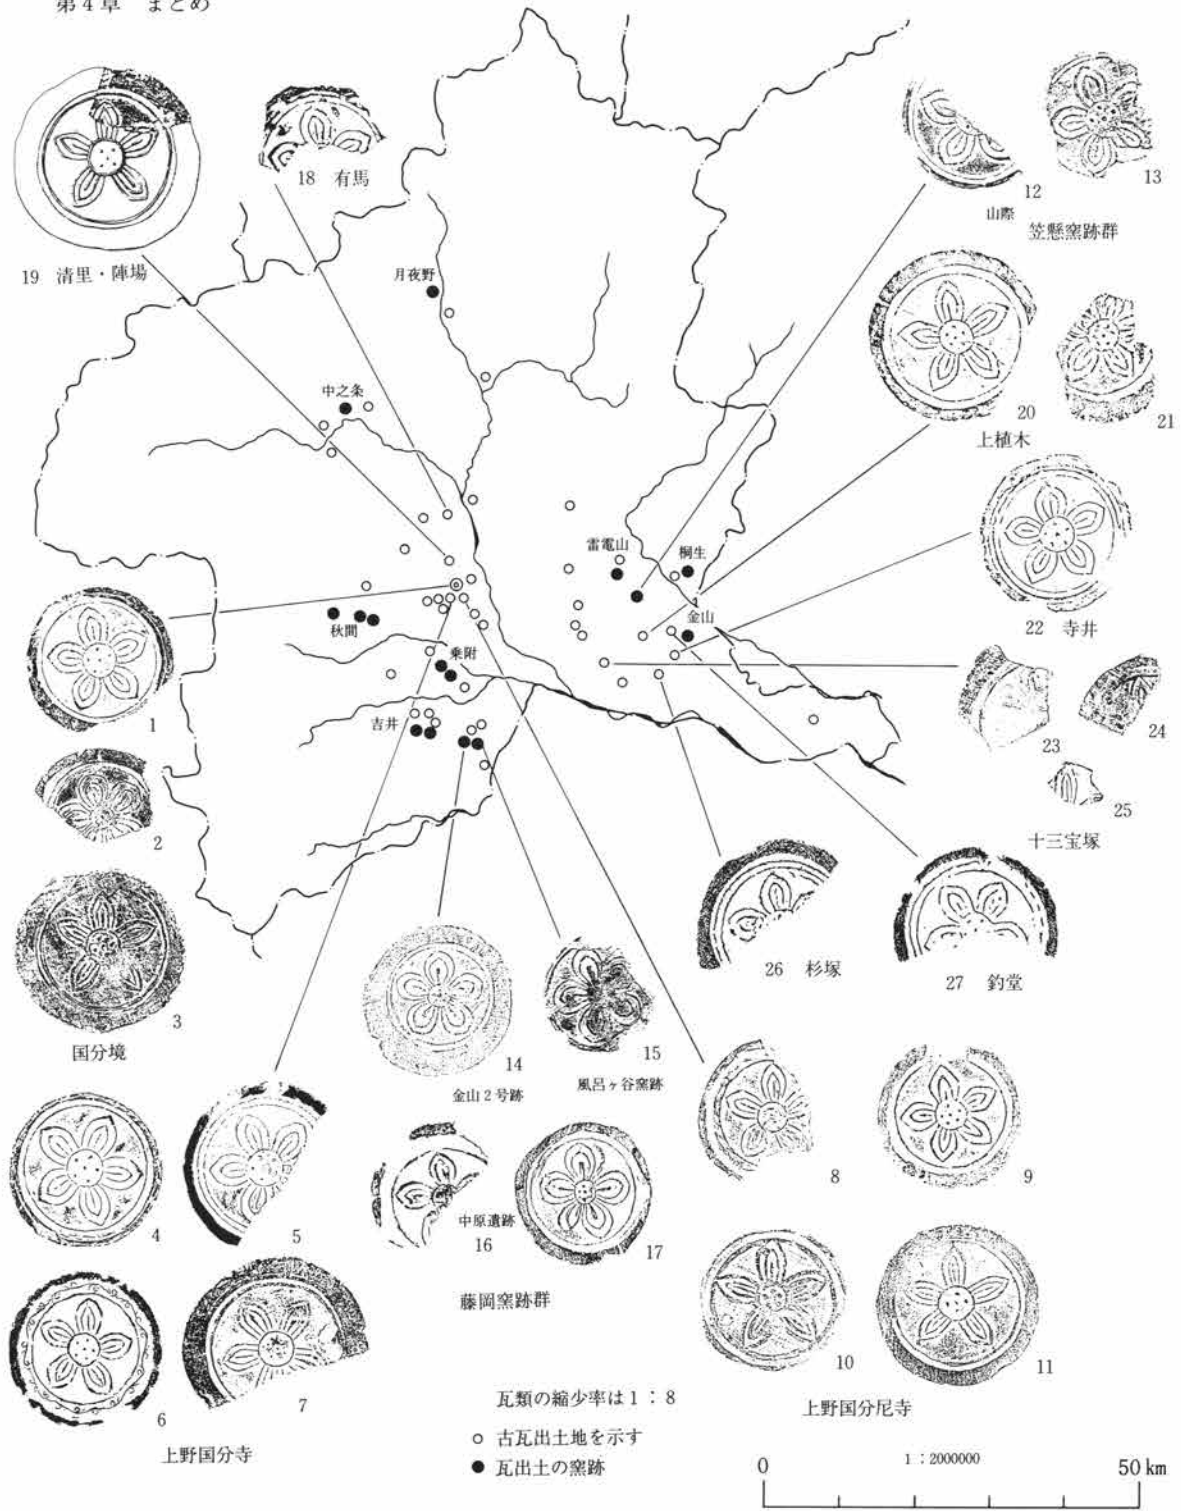 第4章 まとめ
18 有馬
19 清里・陣場
12
山際
13
笠懸窯跡群
20
上植木
21
22 寺井
23
24
25
十三宝塚
月夜野
中之条
雷電山
桐生
金山
秋間
乗附
吉井
1
2
3
国分境
4
5
6
7
上野国分寺
14
金山2号跡
15
風呂ヶ谷窯跡
中原遺跡
16
17
藤岡窯跡群
26 杉塚
27 釣堂
8
9
10
11
上野国分尼寺
瓦類の縮少率は1：8
○ 古瓦出土地を示す
● 瓦出土の窯跡
0
1：2000000
50km